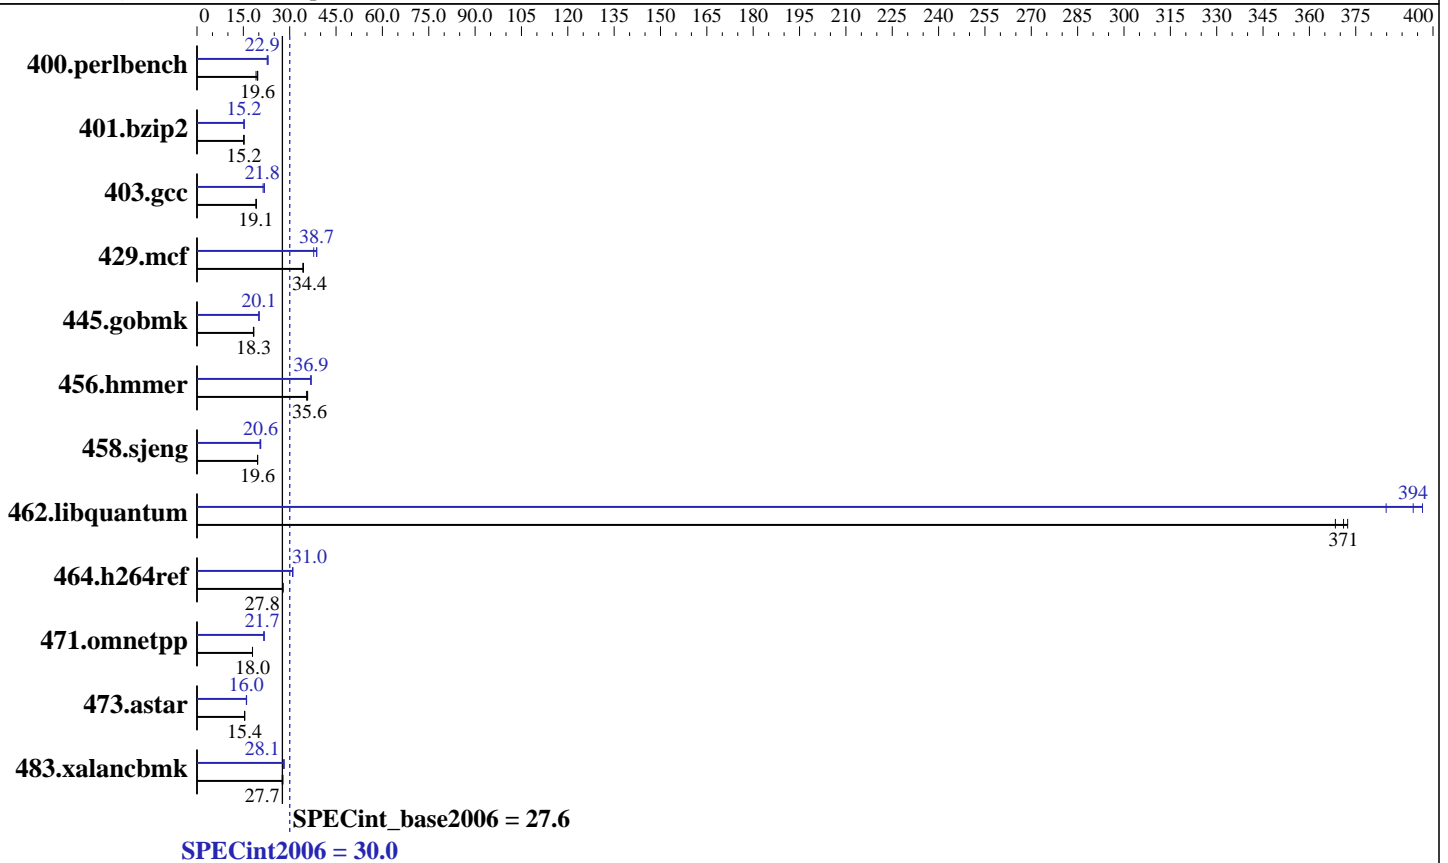 0 15.0 30.0 45.0 60.0 75.0 90.0 105 120 135 150 165 180 195 210 225 240 255 270 285 300 315 330 345 360 375 400
22.9
400.perlbench
19.6
15.2
401.bzip2
15.2
21.8
403.gcc
19.1
38.7
429.mcf
34.4
20.1
445.gobmk
18.3
36.9
456.hmmer
35.6
20.6
458.sjeng
19.6
394
462.libquantum
371
31.0
464.h264ref
27.8
21.7
471.omnetpp
18.0
16.0
473.astar
15.4
28.1
483.xalancbmk
27.7
SPECint_base2006 = 27.6
SPECint2006 = 30.0